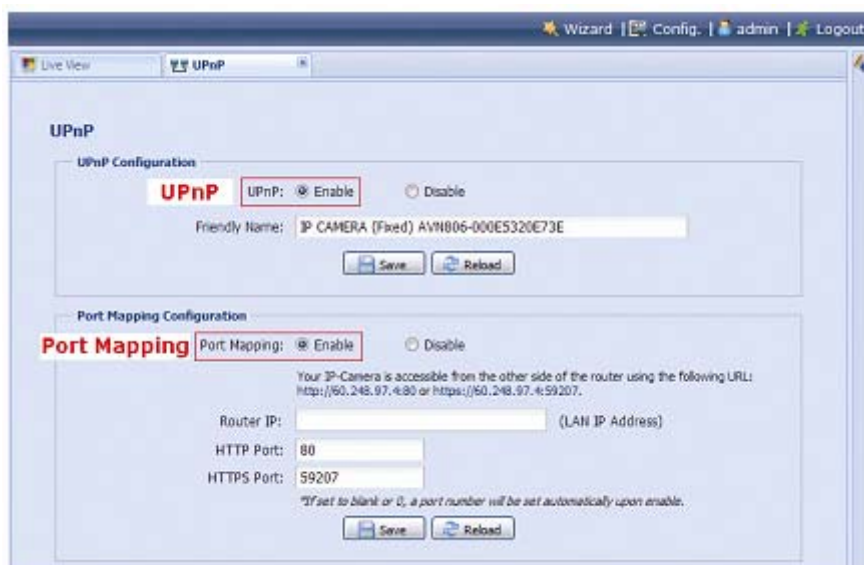 Wizard | Config. | admin | Logout
Live View UPnP
UPnP
UPnP Configuration
UPnP UPnP: Enable Disable
Friendly Name: IP CAMERA (Fixed) AVN806-000E5320E73E
Save Reload
Port Mapping Configuration
Port Mapping Port Mapping: Enable Disable
Your IP-Camera is accessible from the other side of the router using the following URL:
http://60.248.97.4:80 or https://60.248.97.4:59207.
Router IP: (LAN IP Address)
HTTP Port: 80
HTTPS Port: 59207
*If set to blank or 0, a port number will be set automatically upon enable.
Save Reload